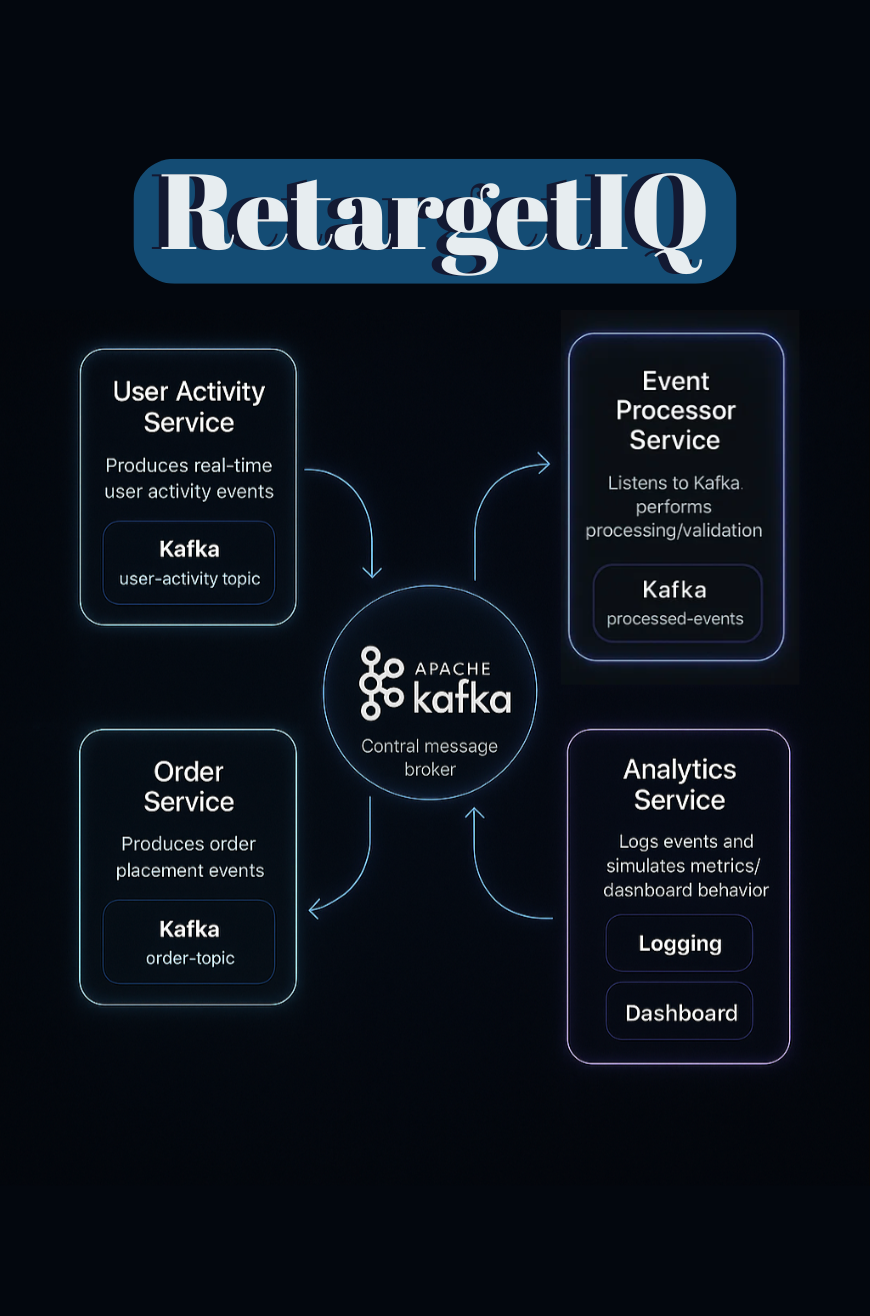 RetargetIQ
User Activity
Service
Produces real-time
user activity events
Kafka
user-activity topic
Event
Processor
Service
Listens to Kafka.
performs
processing/validation
Kafka
processed-events
APACHE
kafka
Contral message
broker
Order
Service
Produces order
placement events
Kafka
order-topic
Analytics
Service
Logs events and
simulates metrics/
dasnboard behavior
Logging
Dashboard